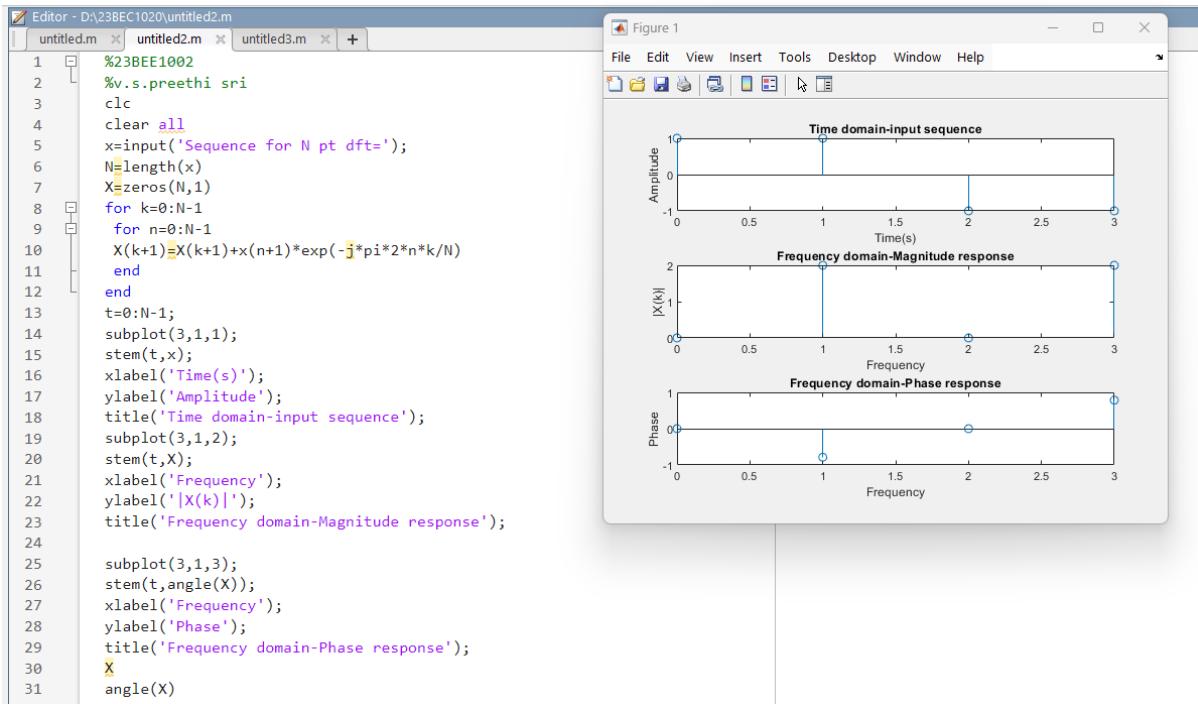 Editor - D:\23BEC1020\untitled2.m
untitled.m × untitled2.m × untitled3.m × +
1 %23BEE1002
2 %v.s.preethi sri
3 clc
4 clear all
5 x=input('Sequence for N pt dft=');
6 N=length(x)
7 X=zeros(N,1)
8 for k=0:N-1
9 for n=0:N-1
10 X(k+1)=X(k+1)+x(n+1)*exp(-j*pi*2*n*k/N)
11 end
12 end
13 t=0:N-1;
14 subplot(3,1,1);
15 stem(t,x);
16 xlabel('Time(s)');
17 ylabel('Amplitude');
18 title('Time domain-input sequence');
19 subplot(3,1,2);
20 stem(t,X);
21 xlabel('Frequency');
22 ylabel('|X(k)|');
23 title('Frequency domain-Magnitude response');
24
25 subplot(3,1,3);
26 stem(t,angle(X));
27 xlabel('Frequency');
28 ylabel('Phase');
29 title('Frequency domain-Phase response');
30 X
31 angle(X)
Figure 1
File Edit View Insert Tools Desktop Window Help
Time domain-input sequence
Amplitude
1
0
-1
0 0.5 1 1.5 2 2.5 3
Time(s)
Frequency domain-Magnitude response
|X(k)|
2
1
0
0 0.5 1 1.5 2 2.5 3
Frequency
Frequency domain-Phase response
Phase
1
0
-1
0 0.5 1 1.5 2 2.5 3
Frequency